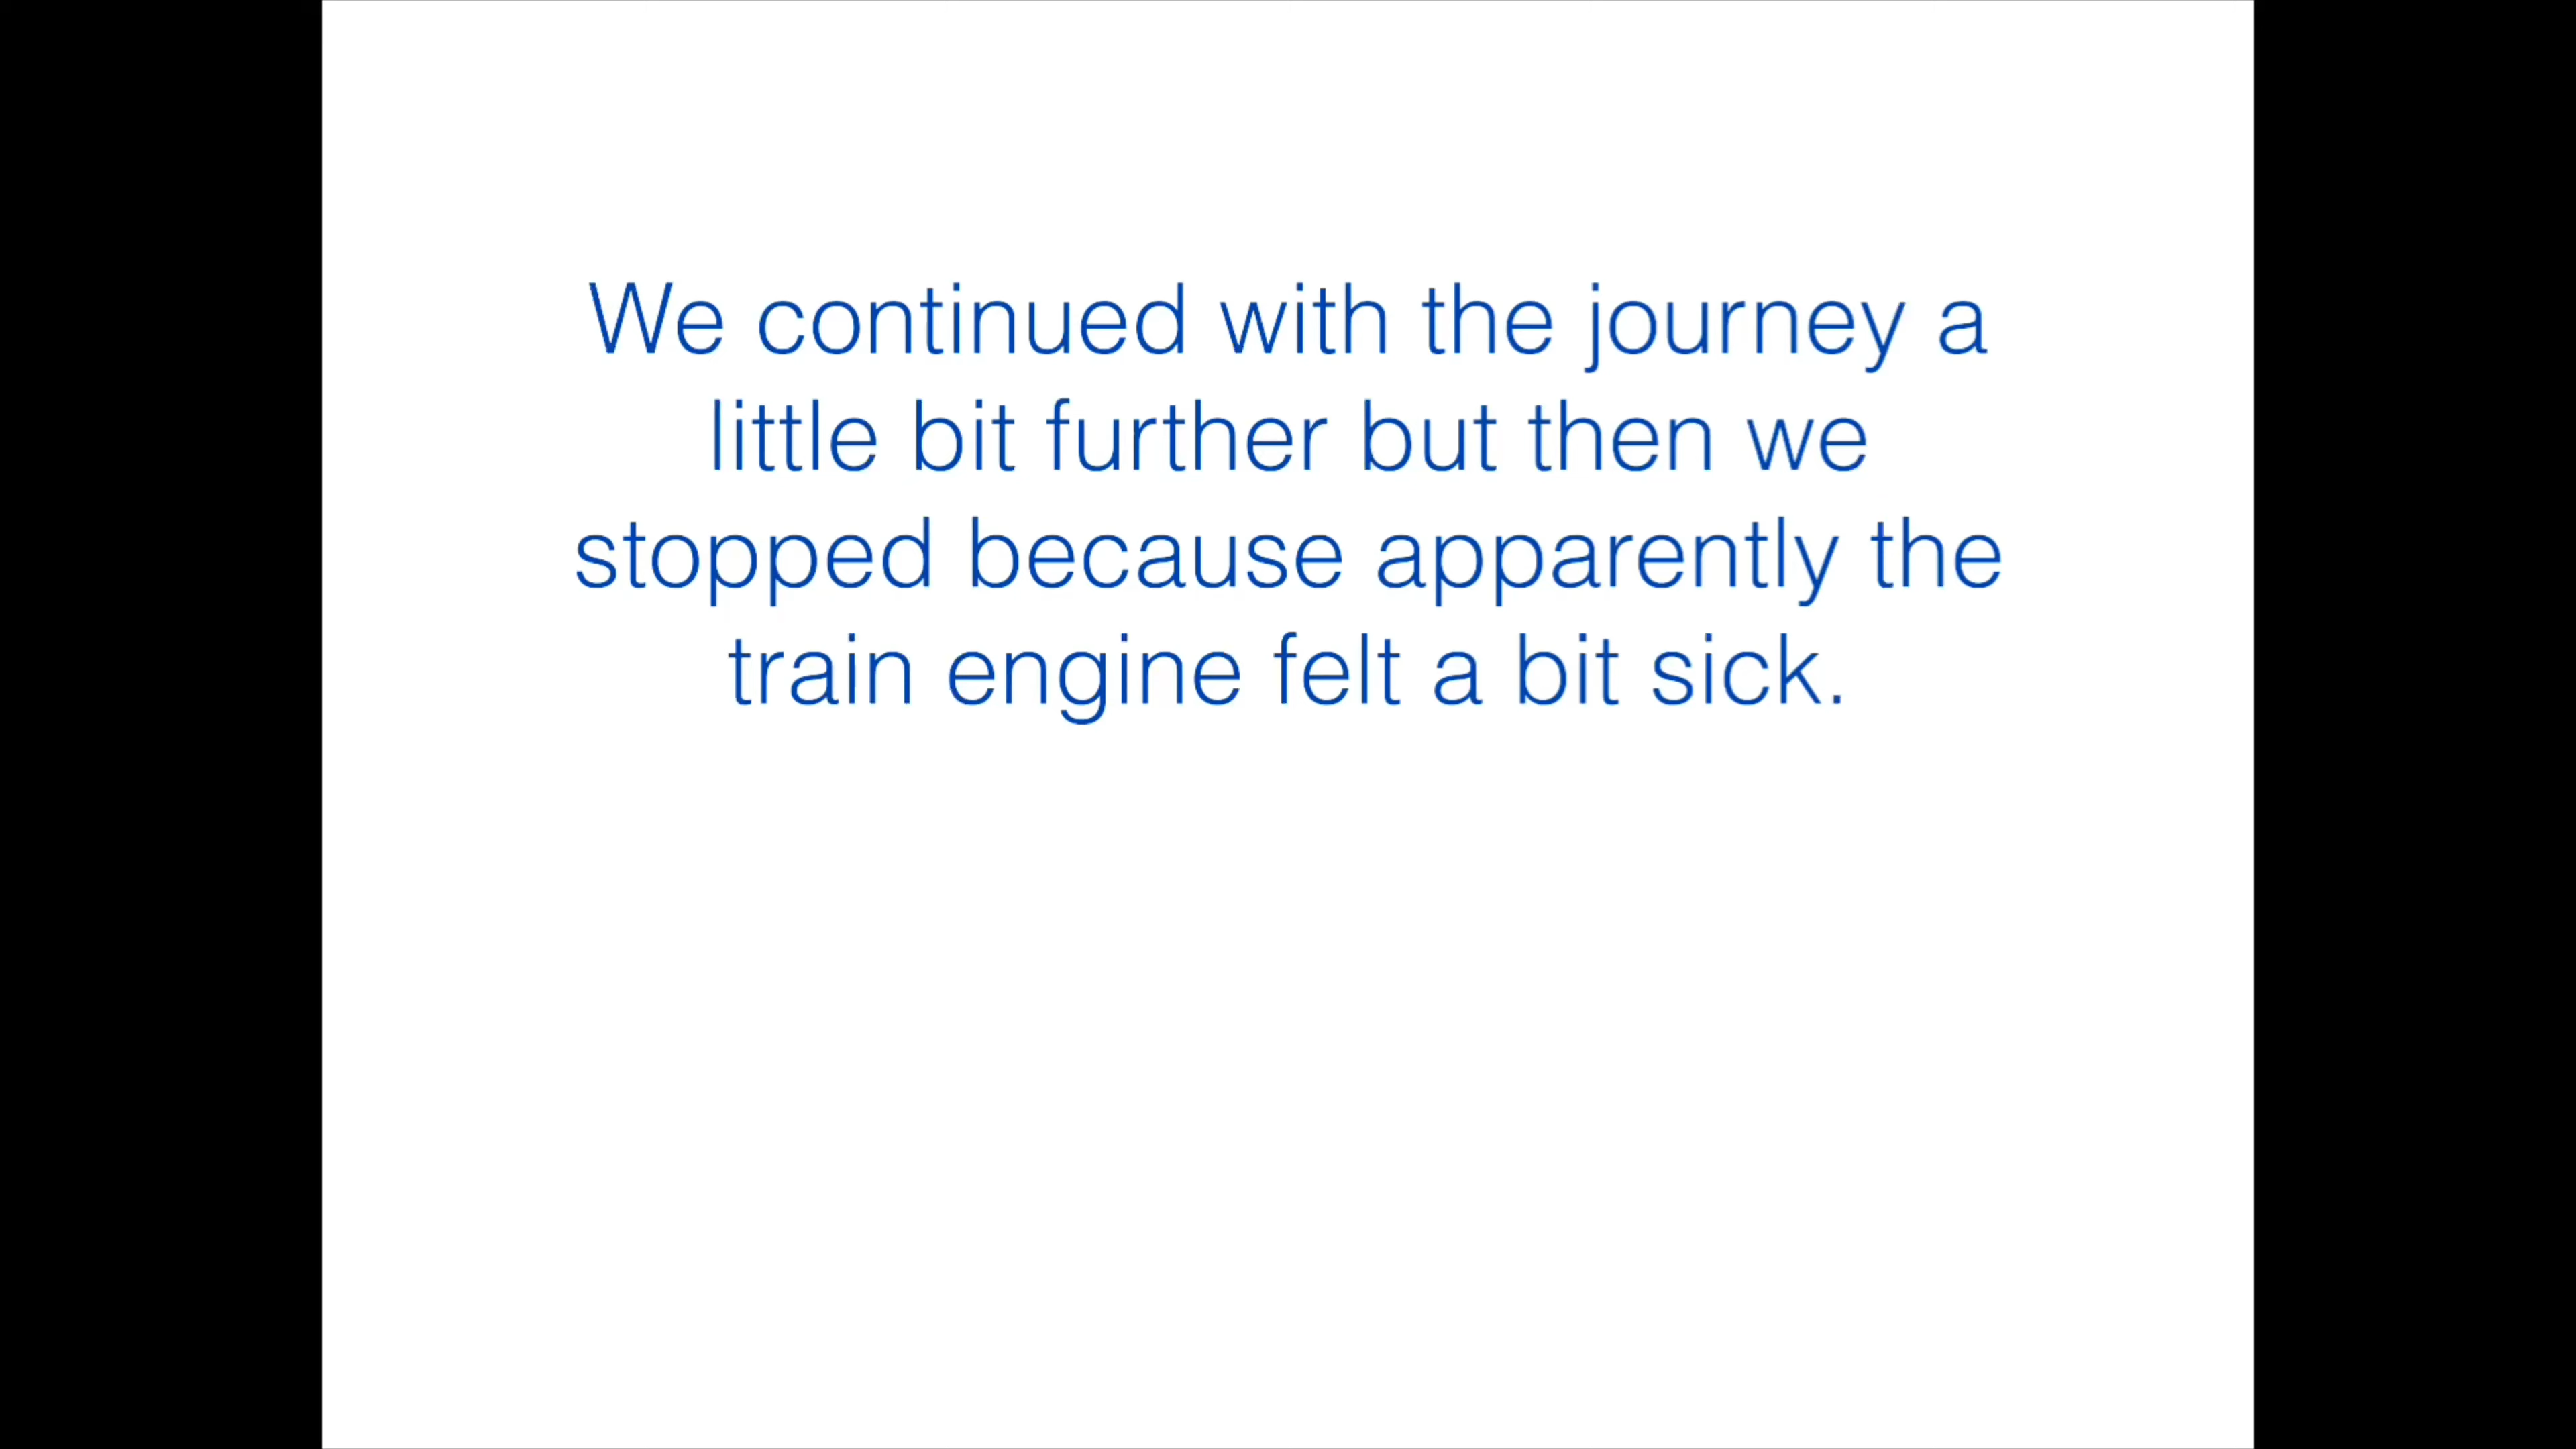 We continued with the journey a
little bit further but then we
stopped because apparently the
train engine felt a bit sick.